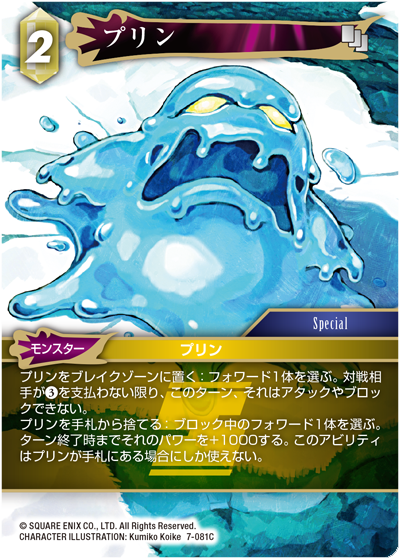 2
プリン
Special
モンスター
プリン
プリンをブレイクゾーンに置く：フォワード1体を選ぶ。対戦相
手が3を支払わない限り、このターン、それはアタックやブロッ
クできない。
プリンを手札から捨てる：ブロック中のフォワード1体を選ぶ。
ターン終了時までそれのパワーを+1000する。このアビリティ
はプリンが手札にある場合にしか使えない。
© SQUARE ENIX CO., LTD. All Rights Reserved.
CHARACTER ILLUSTRATION: Kumiko Koike 7-081C